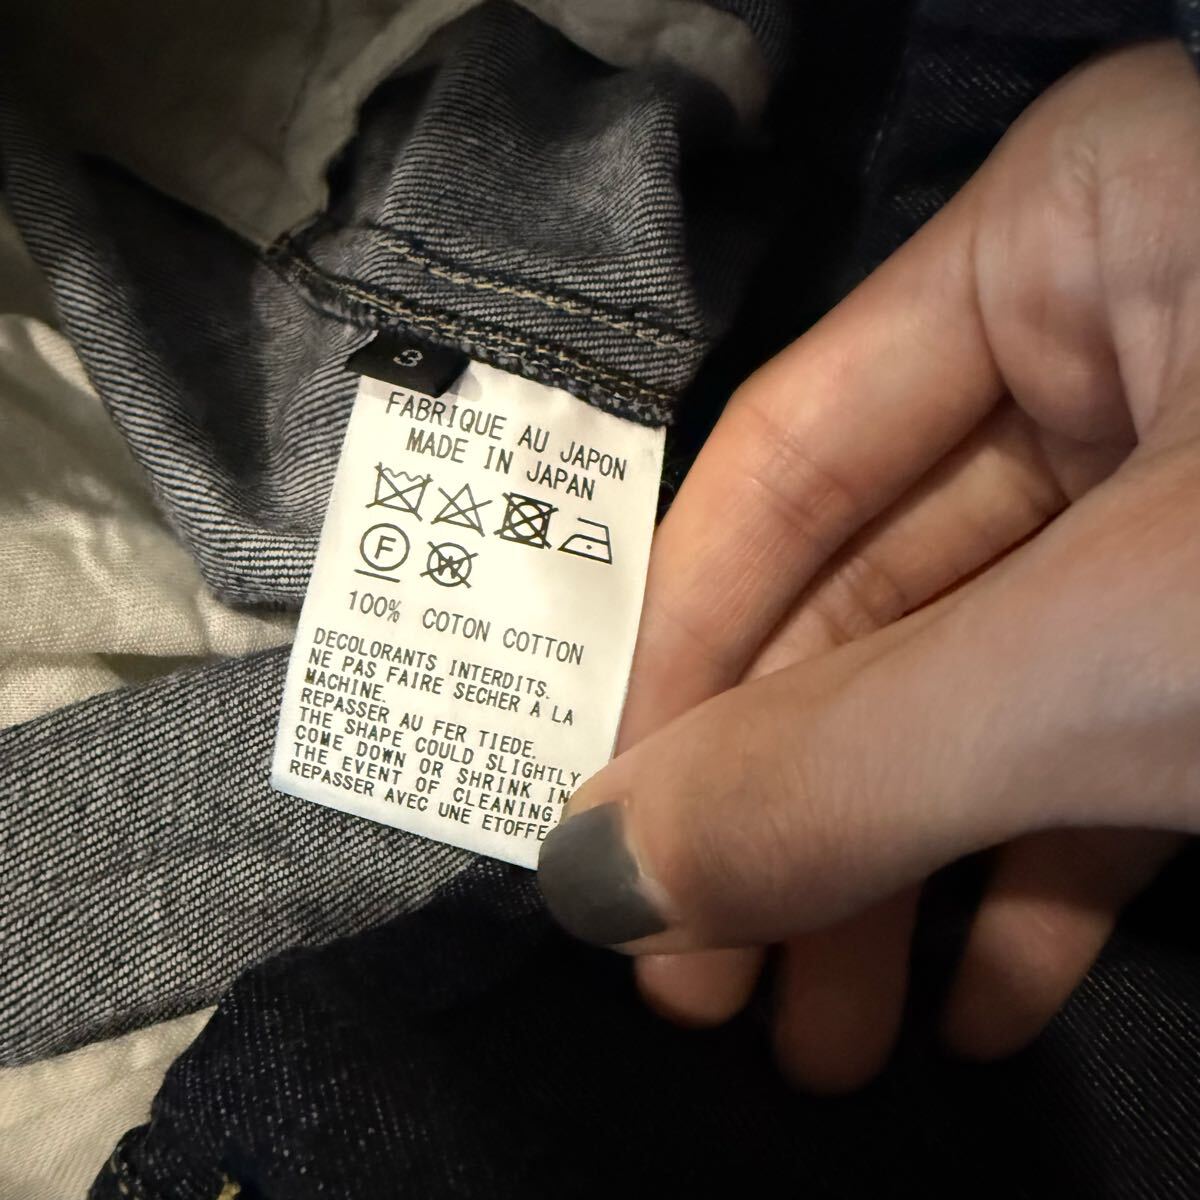 3
FABRIQUE AU JAPON
MADE IN JAPAN
F W
100% COTON COTTON
DECOLORANTS INTERDITS.
NE PAS FAIRE SECHER A LA
MACHINE.
REPASSER AU FER TIEDE.
THE SHAPE COULD SLIGHTLY
COME DOWN OR SHRINK IN
THE EVENT OF CLEANING.
REPASSER AVEC UNE ETOFFE